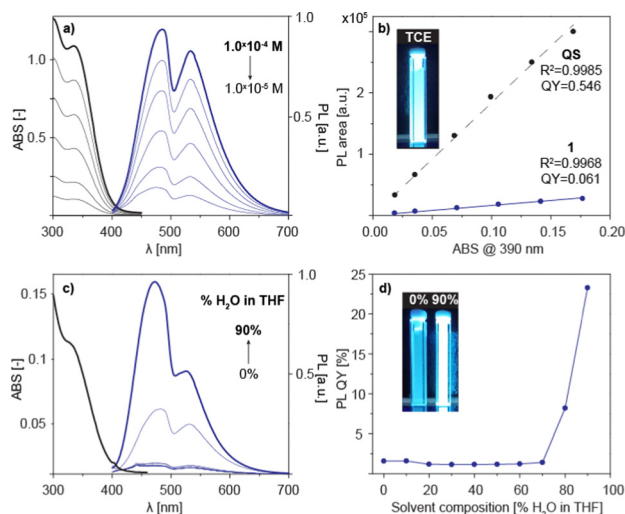 a)
1.0×10⁻⁴ M
1.0×10⁻⁵ M
ABS [-]
1.0
0.5
PL [a.u.]
1.0
0.5
300 400 500 600 700
λ [nm]
b)
x10⁵
TCE
QS
R²=0.9985
QY=0.546
1
R²=0.9968
QY=0.061
PL area [a.u.]
2
1
0
0.00 0.05 0.10 0.15 0.20
ABS @ 390 nm
c)
% H₂O in THF
90%
0%
ABS [-]
0.15
0.1
0.05
PL [a.u.]
1.0
0.5
300 400 500 600 700
λ [nm]
d)
0% 90%
PL QY [%]
25
20
15
10
5
0
0 20 40 60 80 100
Solvent composition [% H₂O in THF]